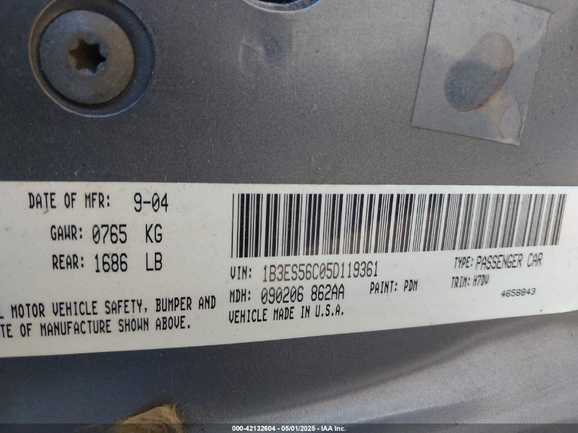 DATE OF MFR: 9-04
GAWR: 0765 KG
REAR: 1686 LB
VIN: 1B3ES56C05D119361
TYPE: PASSENGER CAR
MDH: 090206 862AA
PAINT: PDM
TRIM: H7DV
VEHICLE MADE IN U.S.A.
4658843
MOTOR VEHICLE SAFETY, BUMPER AND
OF MANUFACTURE SHOWN ABOVE.
000-42132604 - 05/01/2025 - © IAA Inc.